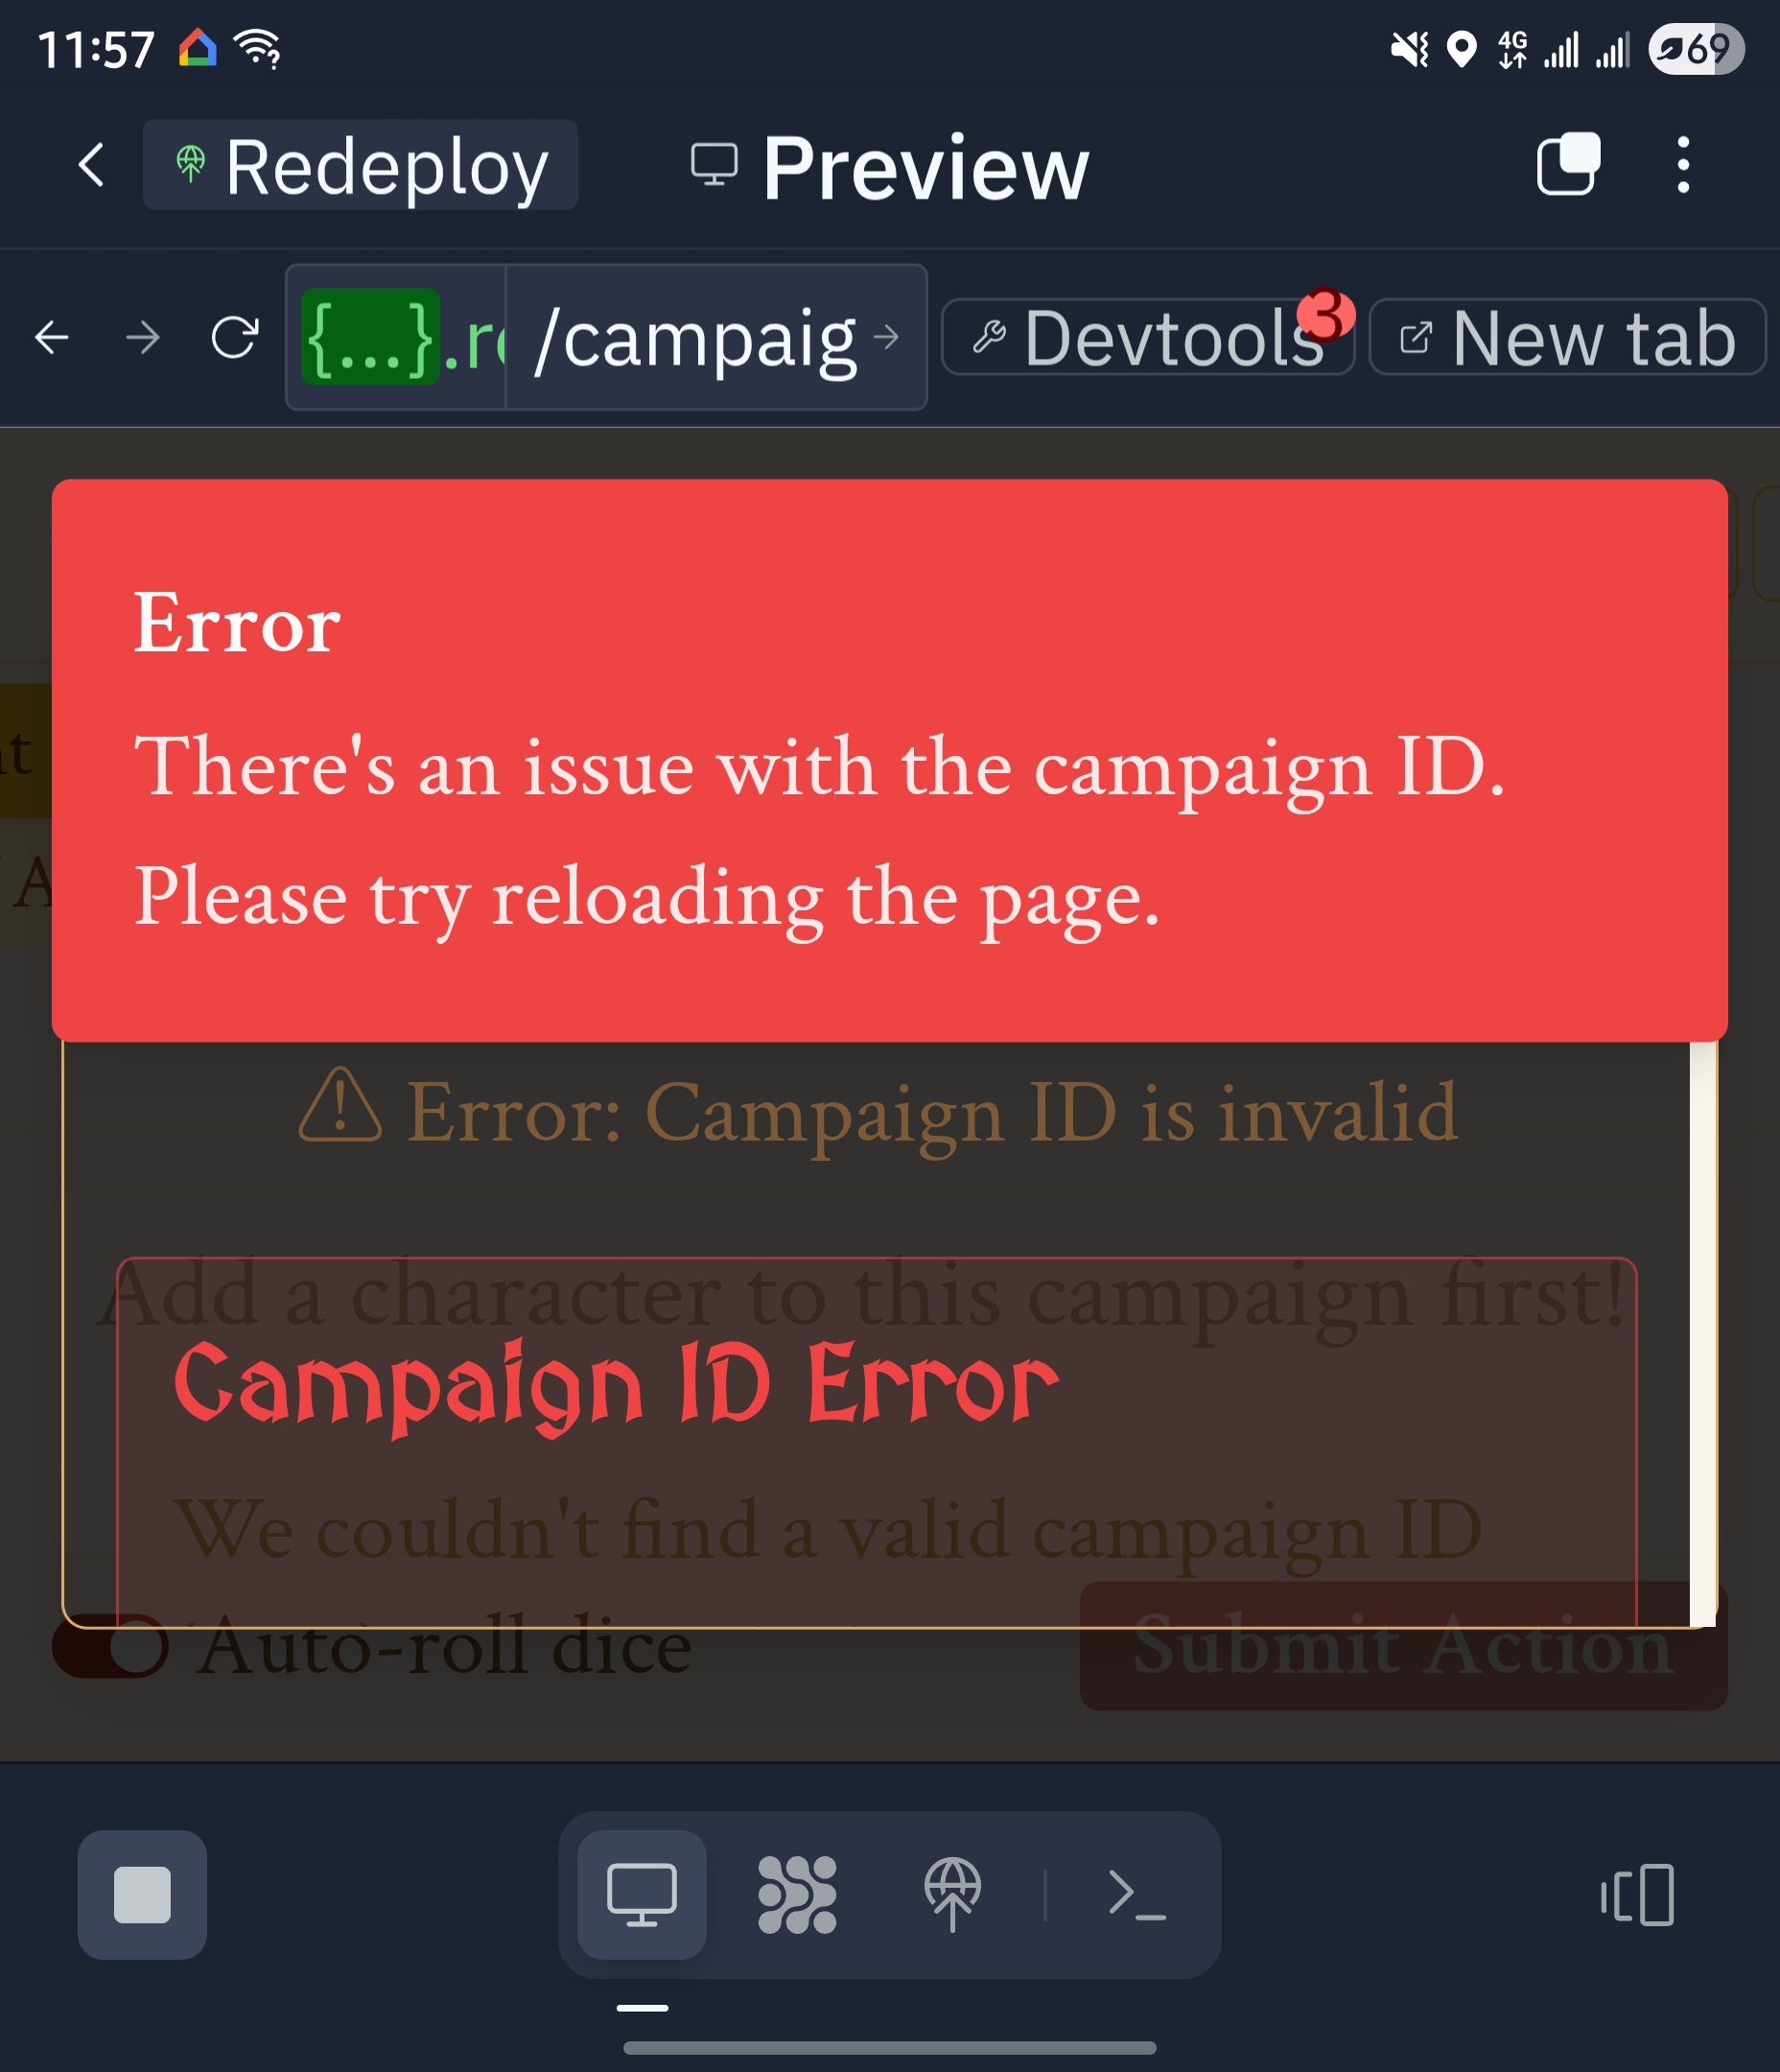 11:57
4G
69
Redeploy
Preview
{...}.re
/campaig
Devtools
3
New tab
Error
There's an issue with the campaign ID.
Please try reloading the page.
A
Error: Campaign ID is invalid
Add a character to this campaign first!
Campaign ID Error
We couldn't find a valid campaign ID
Auto-roll dice
Submit Action